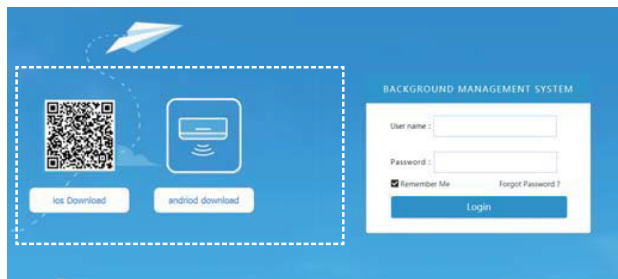 BACKGROUND MANAGEMENT SYSTEM
User name :
Password :
Remember Me
Forgot Password ?
Login
ios Download
andriod download